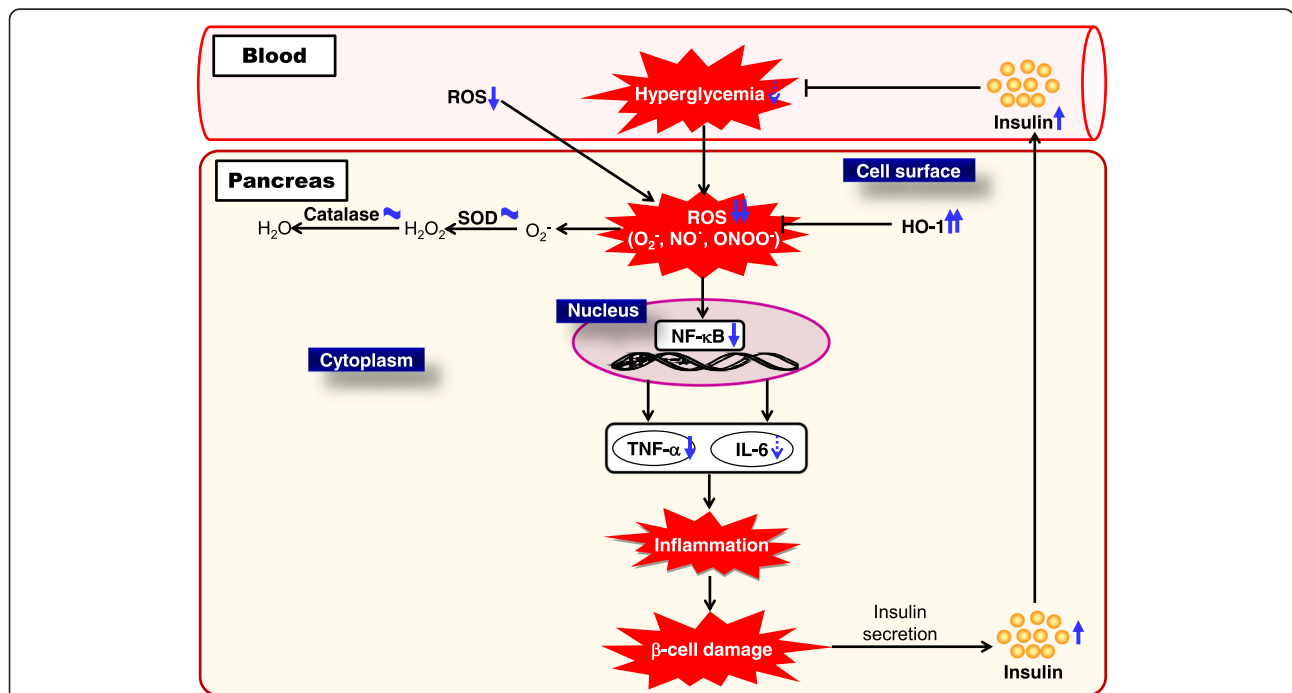 Blood
ROS
Hyperglycemia
Insulin
Pancreas
Cell surface
H₂O
Catalase ~
H₂O₂
SOD ~
O₂⁻
ROS
(O₂⁻, NO˙, ONOO⁻)
HO-1
Nucleus
NF-κB
Cytoplasm
TNF-α
IL-6
Inflammation
β-cell damage
Insulin
secretion
Insulin